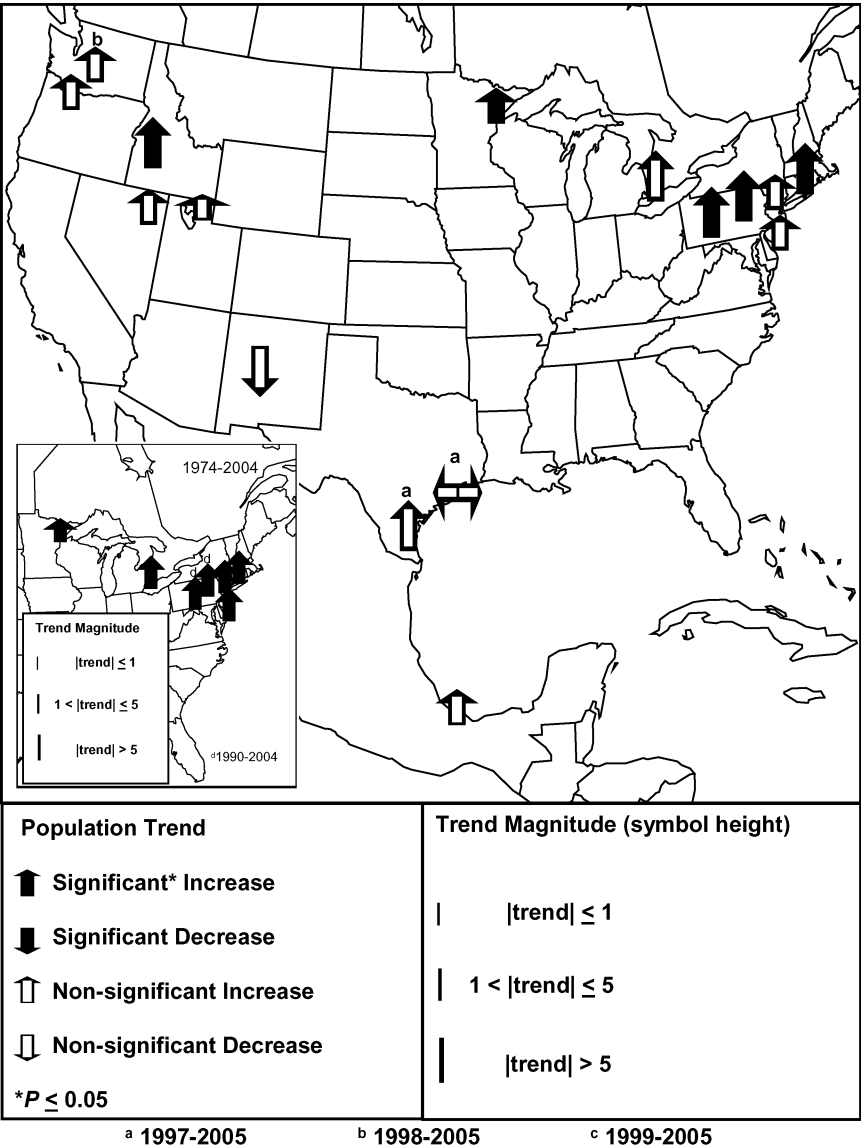 b
a
a
1974-2004
d
d
Trend Magnitude
|trend| ≤ 1
1 < |trend| ≤ 5
|trend| > 5
ᵈ1990-2004
Population Trend
Significant* Increase
Significant Decrease
Non-significant Increase
Non-significant Decrease
*P ≤ 0.05
Trend Magnitude (symbol height)
|trend| ≤ 1
1 < |trend| ≤ 5
|trend| > 5
ᵃ 1997-2005 ᵇ 1998-2005 ᶜ 1999-2005